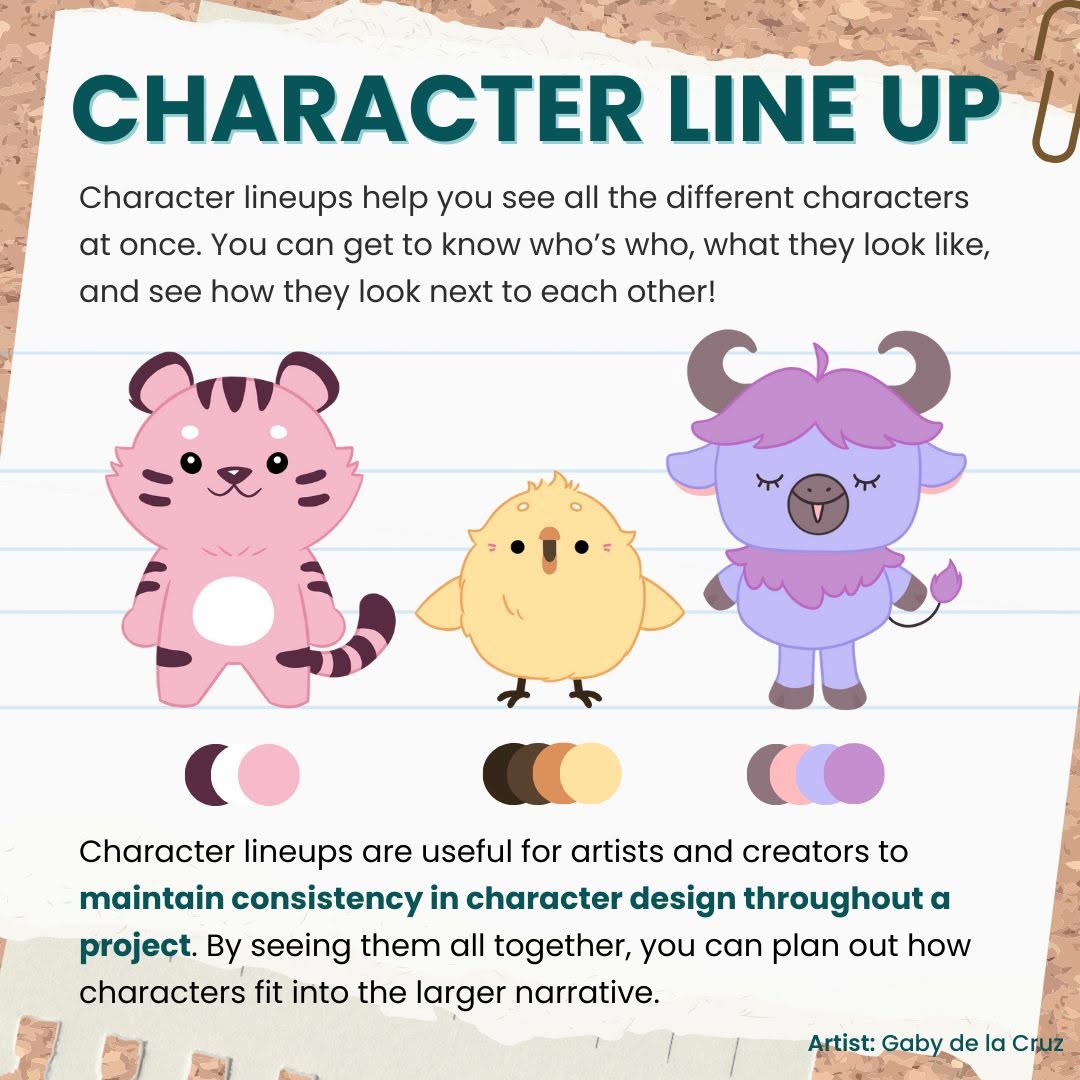 CHARACTER LINE UP
Character lineups help you see all the different characters
at once. You can get to know who’s who, what they look like,
and see how they look next to each other!
Character lineups are useful for artists and creators to
maintain consistency in character design throughout a
project. By seeing them all together, you can plan out how
characters fit into the larger narrative.
Artist: Gaby de la Cruz